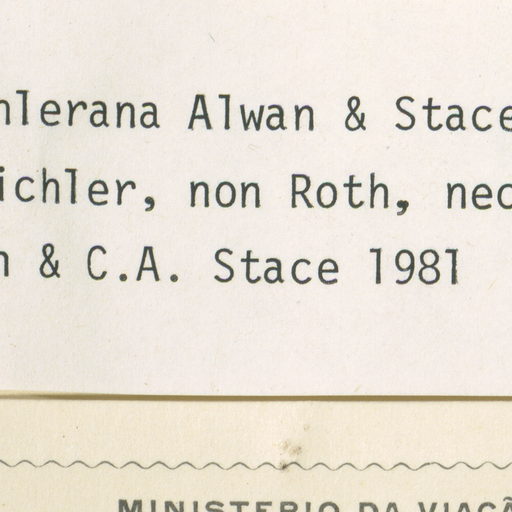 hlerana Alwan & Stace
ichler, non Roth, nec
n & C.A. Stace 1981
MINISTERIO DA VIAÇÃ